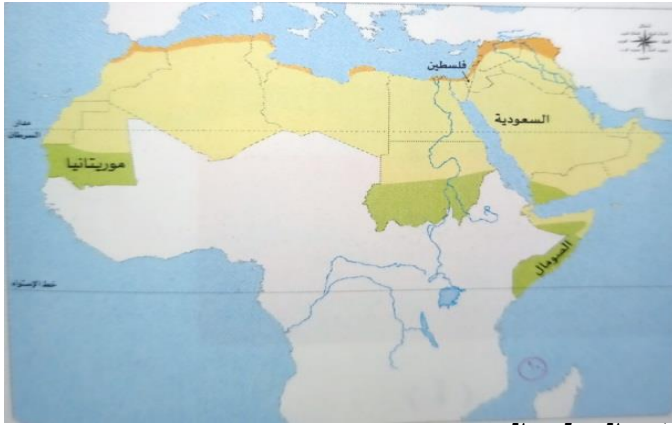 فلسطين
السعودية
مدار
السرطان
موريتانيا
الصومال
خط الإستواء